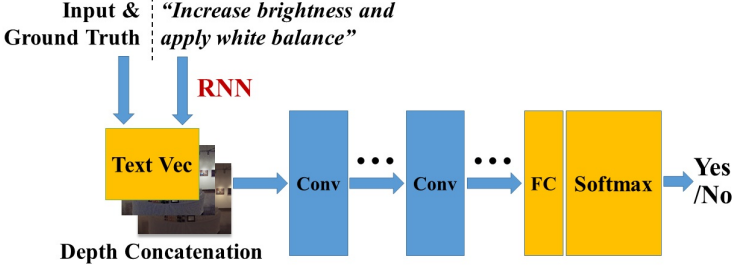 Input &
Ground Truth
“Increase brightness and
apply white balance”
RNN
Text Vec
Depth Concatenation
Conv
•••
Conv
•••
FC
Softmax
Yes
/No